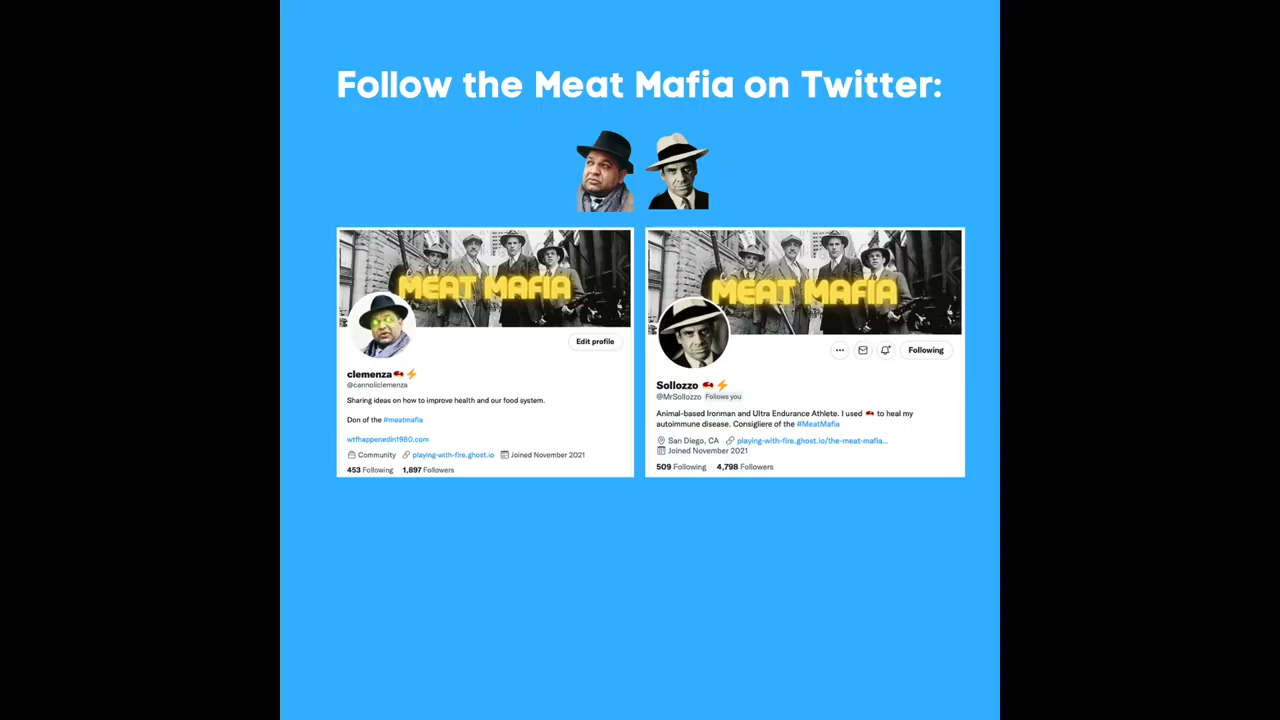 Follow the Meat Mafia on Twitter:
MEAT MAFIA
Edit profile
clemenza
@cannoliclemenza
Sharing ideas on how to improve health and our food system.
Don of the #meatmafia
wtfhappenedin1980.com
Community playing-with-fire.ghost.io Joined November 2021
453 Following 1,897 Followers
MEAT MAFIA
Following
Sollozzo
@MrSollozzo Follows you
Animal-based Ironman and Ultra Endurance Athlete. I used 🥩 to heal my
autoimmune disease. Consigliere of the #MeatMafia
San Diego, CA playing-with-fire.ghost.io/the-meat-mafia...
Joined November 2021
509 Following 4,798 Followers